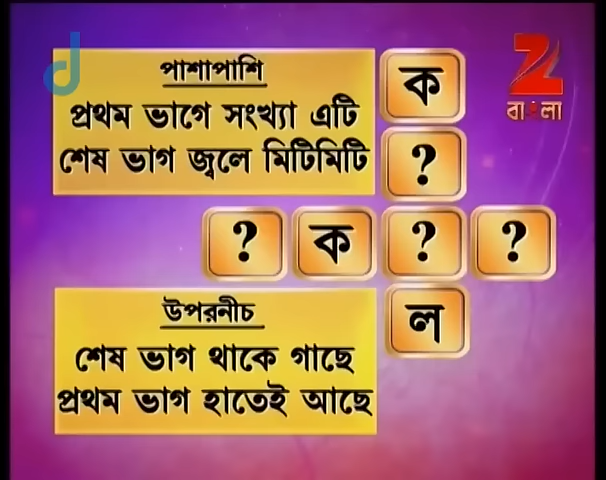 পাশাপাশি
প্রথম ভাগে সংখ্যা এটি
শেষ ভাগ জ্বলে মিটিমিটি
ক
?
? ক ? ?
ল
উপরনীচ
শেষ ভাগ থাকে গাছে
প্রথম ভাগ হাতেই আছে
Z
বাংলা
d